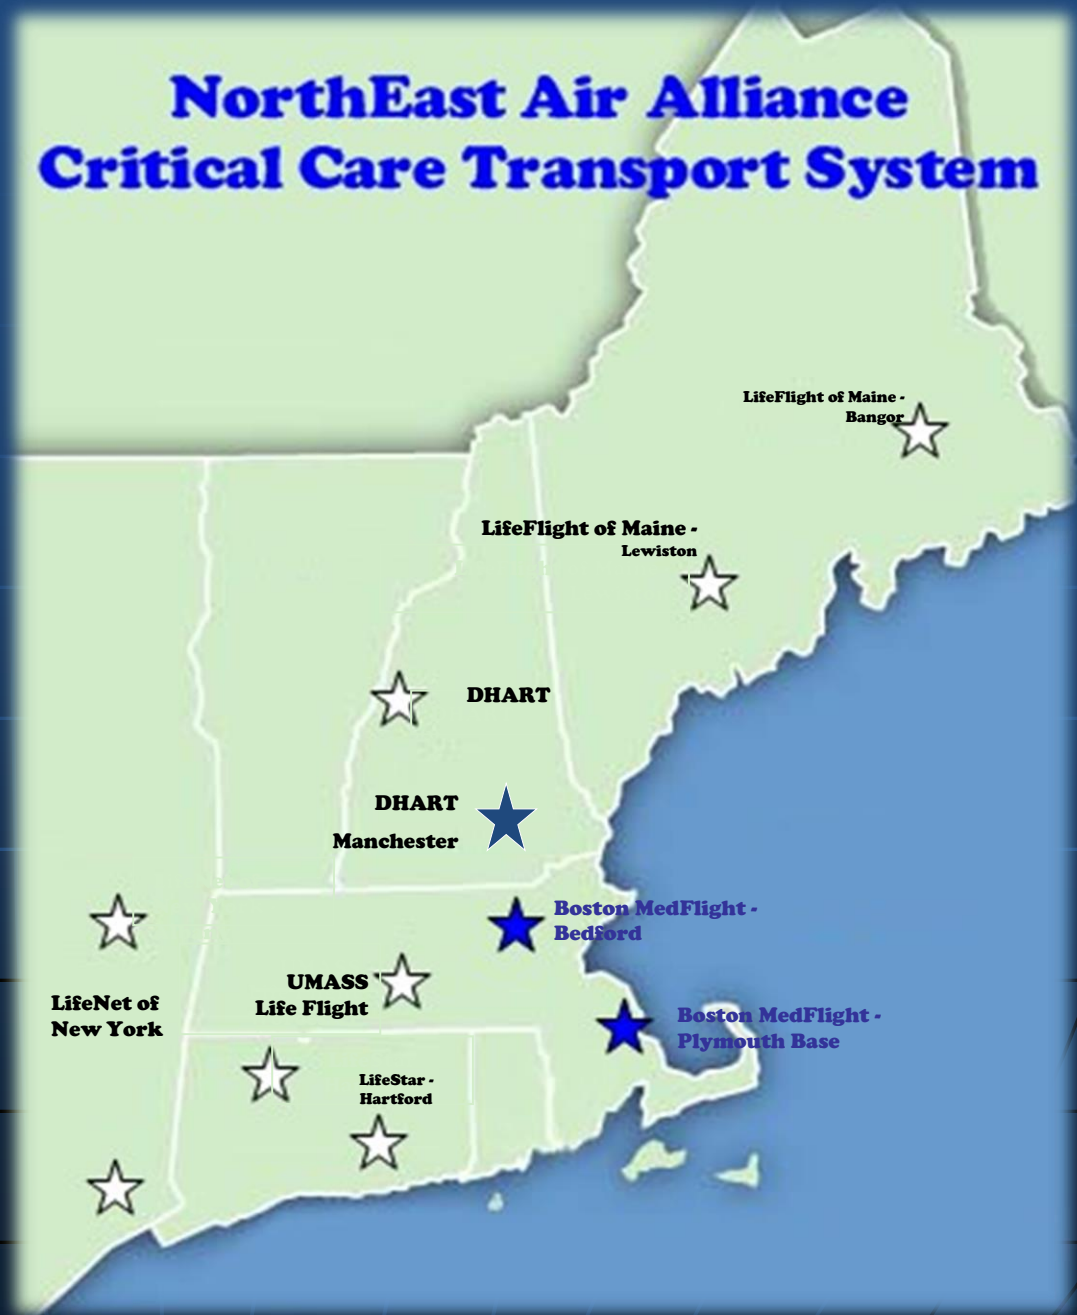 NorthEast Air Alliance
Critical Care Transport System
LifeFlight of Maine -
Bangor
LifeFlight of Maine -
Lewiston
DHART
DHART
Manchester
Boston MedFlight -
Bedford
UMASS
Life Flight
LifeNet of
New York
Boston MedFlight -
Plymouth Base
LifeStar -
Hartford